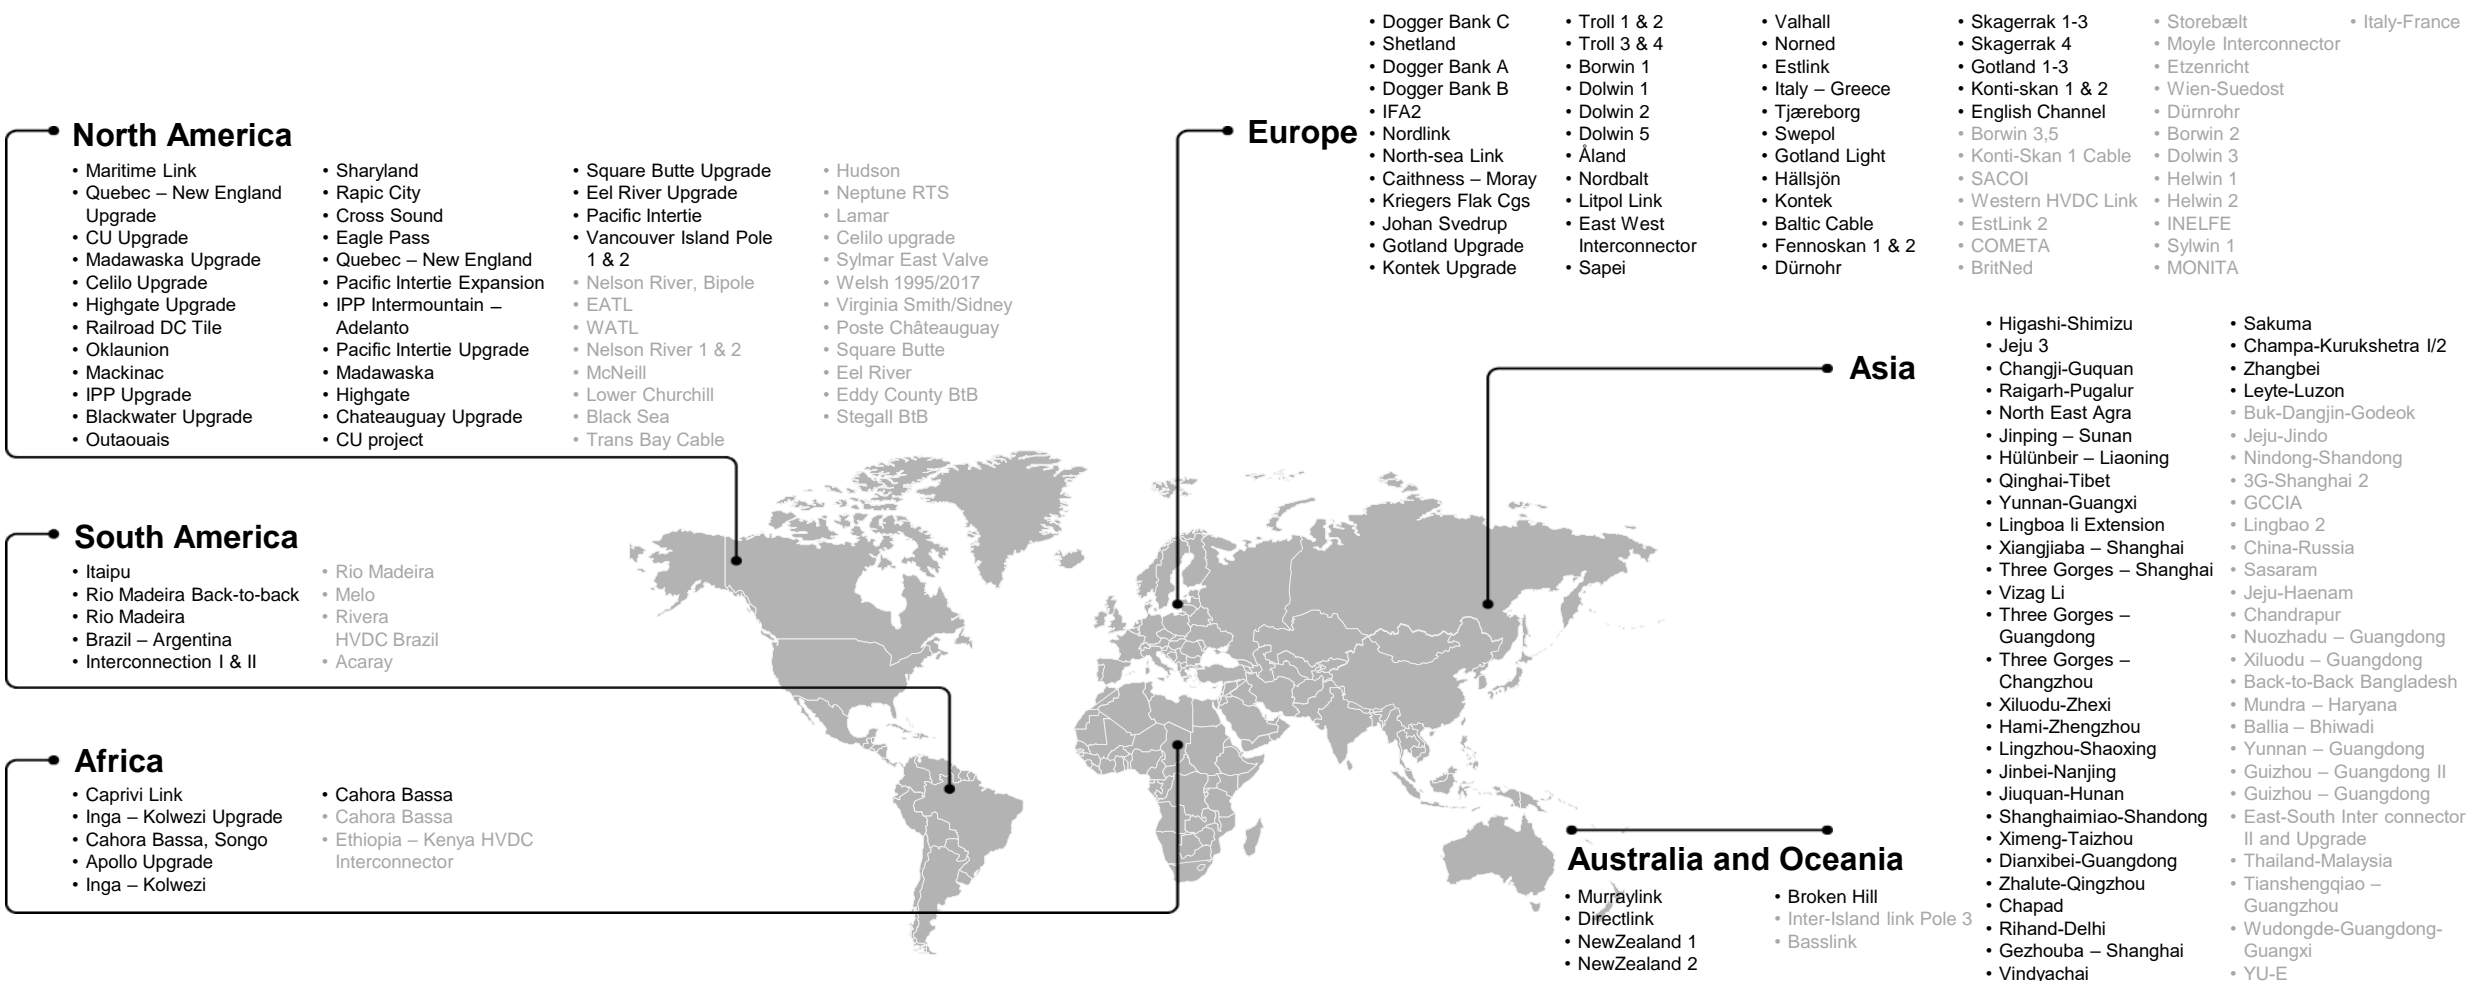 North America
• Maritime Link
• Quebec – New England
Upgrade
• CU Upgrade
• Madawaska Upgrade
• Celilo Upgrade
• Highgate Upgrade
• Railroad DC Tile
• Oklaunion
• Mackinac
• IPP Upgrade
• Blackwater Upgrade
• Outaouais
• Sharyland
• Rapic City
• Cross Sound
• Eagle Pass
• Quebec – New England
• Pacific Intertie Expansion
• IPP Intermountain –
Adelanto
• Pacific Intertie Upgrade
• Madawaska
• Highgate
• Chateauguay Upgrade
• CU project
• Square Butte Upgrade
• Eel River Upgrade
• Pacific Intertie
• Vancouver Island Pole
1 & 2
• Nelson River, Bipole
• EATL
• WATL
• Nelson River 1 & 2
• McNeill
• Lower Churchill
• Black Sea
• Trans Bay Cable
• Hudson
• Neptune RTS
• Lamar
• Celilo upgrade
• Sylmar East Valve
• Welsh 1995/2017
• Virginia Smith/Sidney
• Poste Châteauguay
• Square Butte
• Eel River
• Eddy County BtB
• Stegall BtB
Europe
• Dogger Bank C
• Shetland
• Dogger Bank A
• Dogger Bank B
• IFA2
• Nordlink
• North-sea Link
• Caithness – Moray
• Kriegers Flak Cgs
• Johan Svedrup
• Gotland Upgrade
• Kontek Upgrade
• Troll 1 & 2
• Troll 3 & 4
• Borwin 1
• Dolwin 1
• Dolwin 2
• Dolwin 5
• Åland
• Nordbalt
• Litpol Link
• East West
Interconnector
• Sapei
• Valhall
• Norned
• Estlink
• Italy – Greece
• Tjæreborg
• Swepol
• Gotland Light
• Hällsjön
• Kontek
• Baltic Cable
• Fennoskan 1 & 2
• Dürnohr
• Skagerrak 1-3
• Skagerrak 4
• Gotland 1-3
• Konti-skan 1 & 2
• English Channel
• Borwin 3,5
• Konti-Skan 1 Cable
• SACOI
• Western HVDC Link
• EstLink 2
• COMETA
• BritNed
• Storebælt
• Moyle Interconnector
• Etzenricht
• Wien-Suedost
• Dürnrohr
• Borwin 2
• Dolwin 3
• Helwin 1
• Helwin 2
• INELFE
• Sylwin 1
• MONITA
• Italy-France
Asia
• Higashi-Shimizu
• Jeju 3
• Changji-Guquan
• Raigarh-Pugalur
• North East Agra
• Jinping – Sunan
• Hülünbeir – Liaoning
• Qinghai-Tibet
• Yunnan-Guangxi
• Lingboa Ii Extension
• Xiangjiaba – Shanghai
• Three Gorges – Shanghai
• Vizag Li
• Three Gorges –
Guangdong
• Three Gorges –
Changzhou
• Xiluodu-Zhexi
• Hami-Zhengzhou
• Lingzhou-Shaoxing
• Jinbei-Nanjing
• Jiuquan-Hunan
• Shanghaimiao-Shandong
• Ximeng-Taizhou
• Dianxibei-Guangdong
• Zhalute-Qingzhou
• Chapad
• Rihand-Delhi
• Gezhouba – Shanghai
• Vindyachai
• Sakuma
• Champa-Kurukshetra I/2
• Zhangbei
• Leyte-Luzon
• Buk-Dangjin-Godeok
• Jeju-Jindo
• Nindong-Shandong
• 3G-Shanghai 2
• GCCIA
• Lingbao 2
• China-Russia
• Sasaram
• Jeju-Haenam
• Chandrapur
• Nuozhadu – Guangdong
• Xiluodu – Guangdong
• Back-to-Back Bangladesh
• Mundra – Haryana
• Ballia – Bhiwadi
• Yunnan – Guangdong
• Guizhou – Guangdong II
• Guizhou – Guangdong
• East-South Inter connector
II and Upgrade
• Thailand-Malaysia
• Tianshengqiao –
Guangzhou
• Wudongde-Guangdong-
Guangxi
• YU-E
South America
• Itaipu
• Rio Madeira Back-to-back
• Rio Madeira
• Brazil – Argentina
• Interconnection I & II
• Rio Madeira
• Melo
• Rivera
HVDC Brazil
• Acaray
Africa
• Caprivi Link
• Inga – Kolwezi Upgrade
• Cahora Bassa, Songo
• Apollo Upgrade
• Inga – Kolwezi
• Cahora Bassa
• Cahora Bassa
• Ethiopia – Kenya HVDC
Interconnector
Australia and Oceania
• Murraylink
• Directlink
• NewZealand 1
• NewZealand 2
• Broken Hill
• Inter-Island link Pole 3
• Basslink